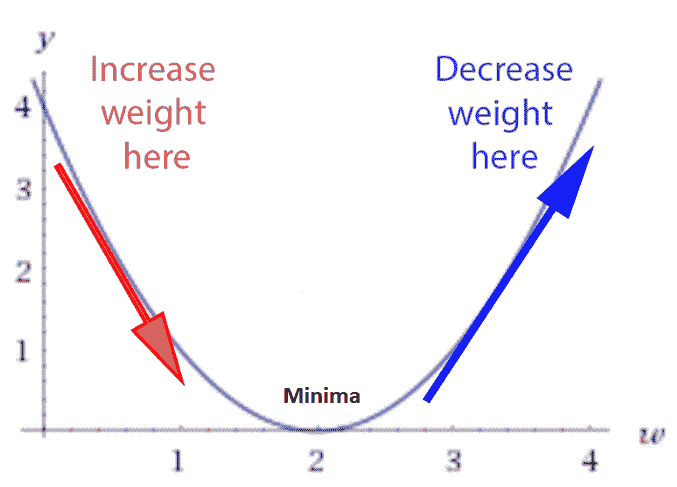 y
Increase
weight
here
Decrease
weight
here
4
3
2
1
Minima
1 2 3 4
w